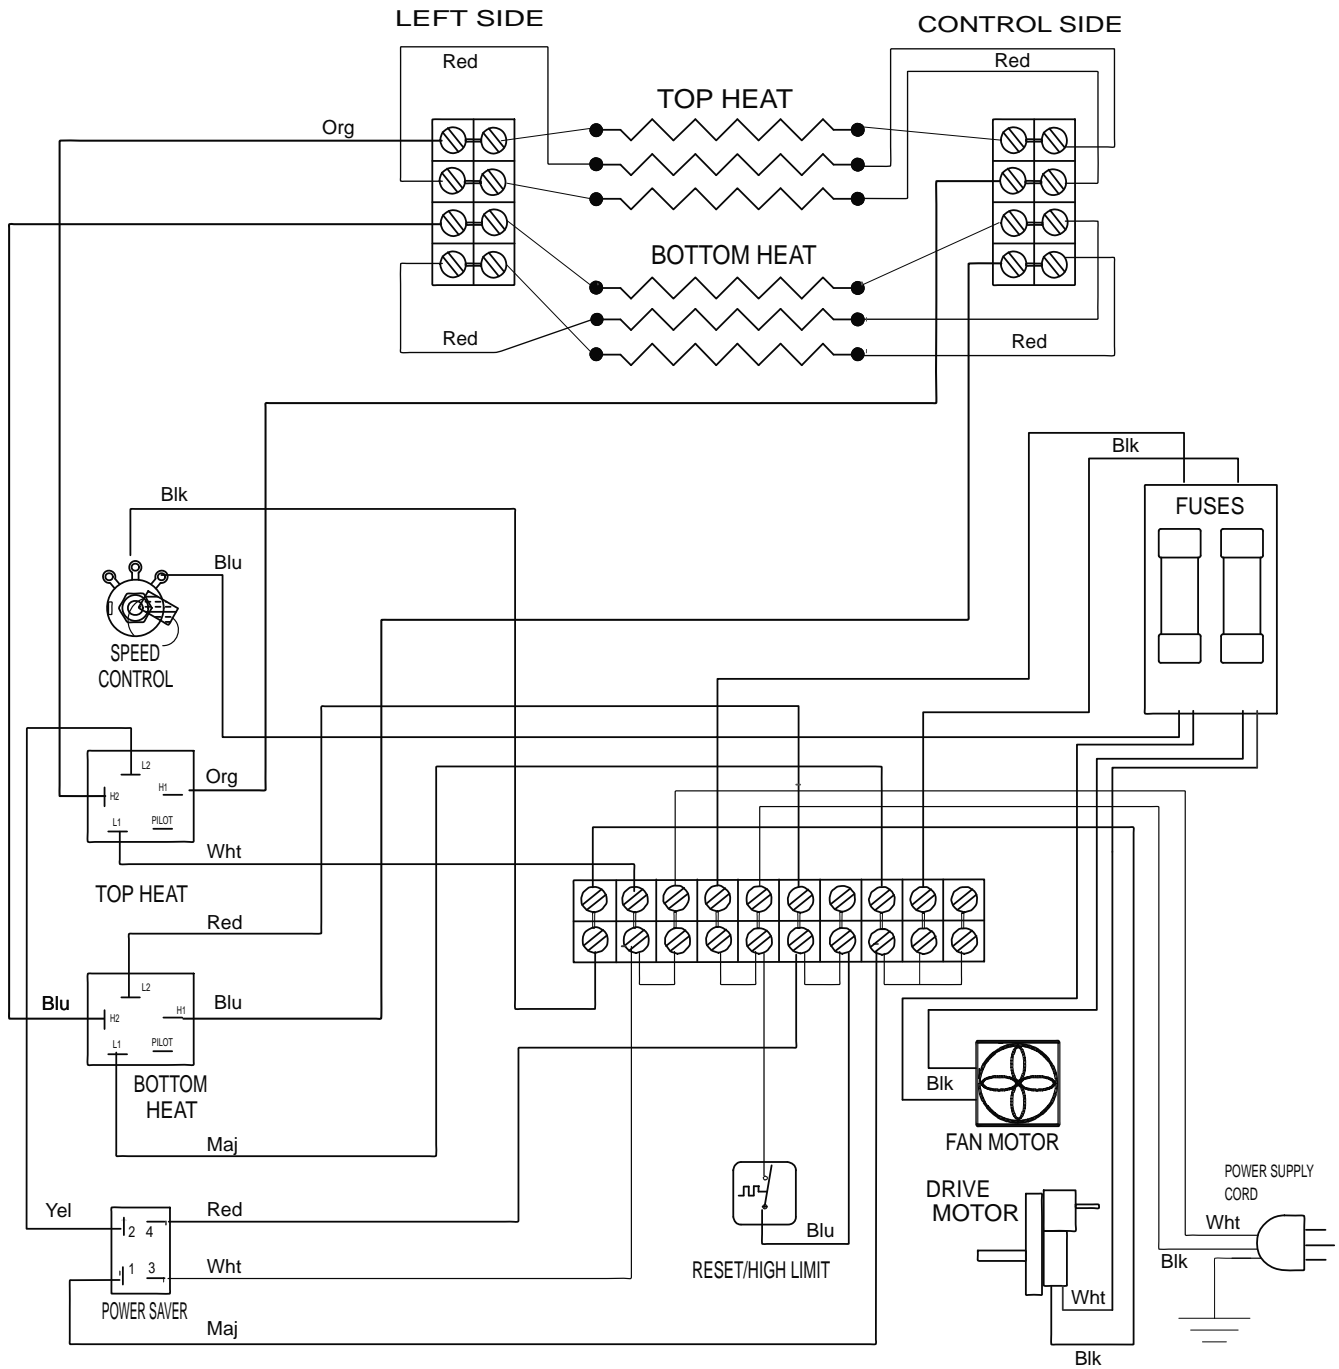 LEFT SIDE
CONTROL SIDE
Red
Red
TOP HEAT
Org
BOTTOM HEAT
Red
Red
Blk
Blk
FUSES
Blu
SPEED
CONTROL
L2
H1
H2
L1
PILOT
Org
Wht
TOP HEAT
Red
L2
H1
H2
L1
PILOT
Blu
Blu
BOTTOM
HEAT
Maj
Blk
FAN MOTOR
Yel
Red
2 4
1 3
Wht
POWER SAVER
Maj
Blu
RESET/HIGH LIMIT
DRIVE
MOTOR
Wht
Blk
POWER SUPPLY
CORD
Wht
Blk